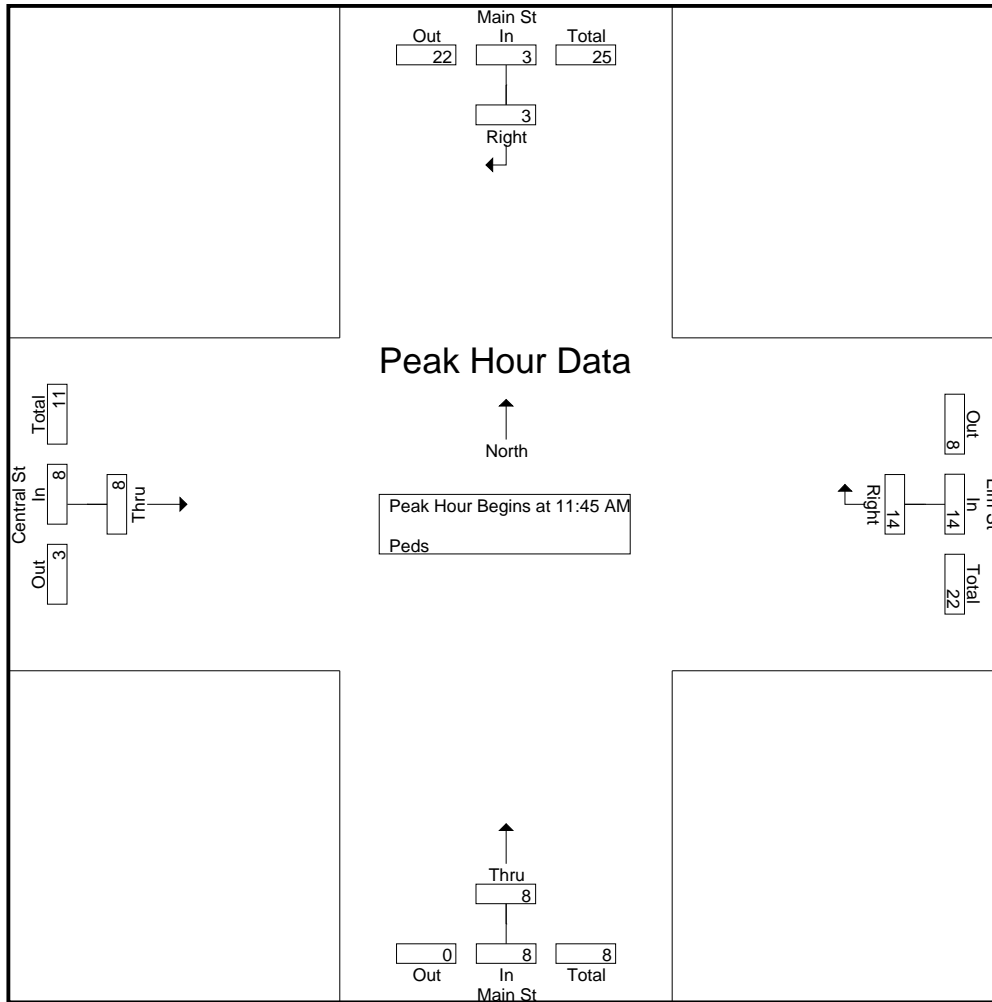 Main St
Out In Total
22 3 25
3
Right
Peak Hour Data
North
Peak Hour Begins at 11:45 AM
Peds
Central St
Total In Out
11 8 3
8
Thru
Out In Total
8 14 22
14
Right
Thru
8
0 8 8
Out In Total
Main St